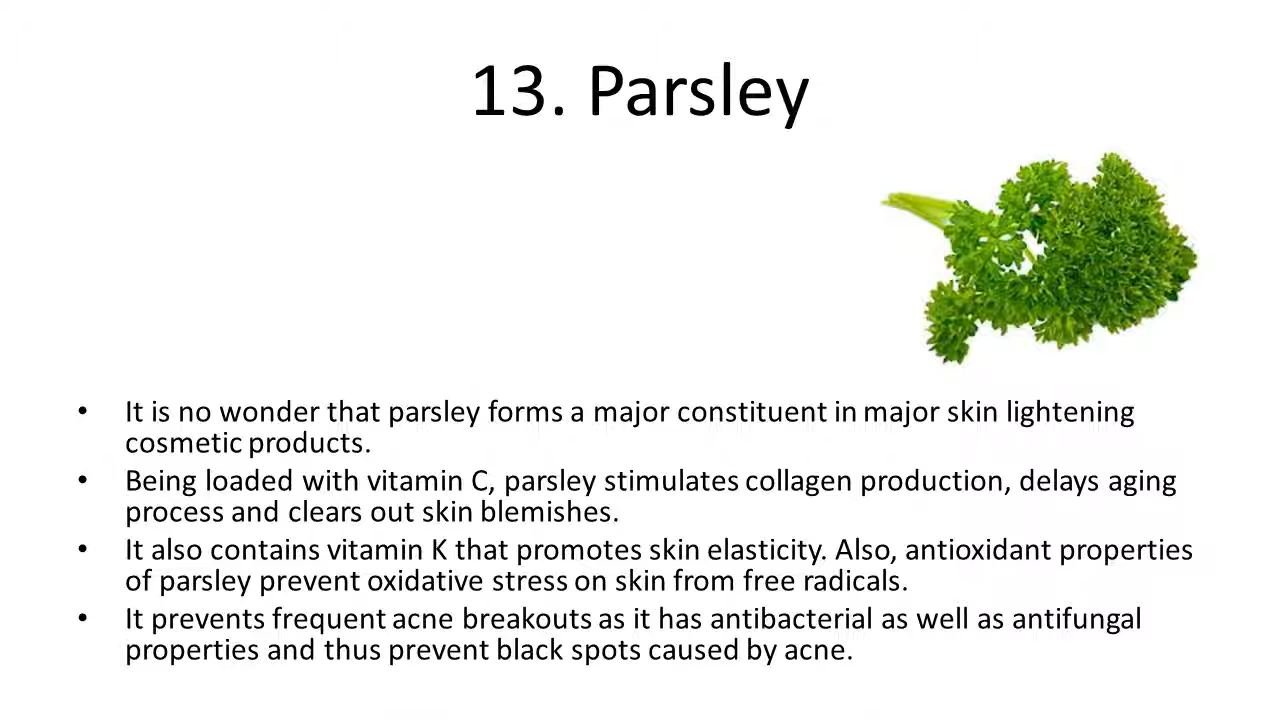 13. Parsley
• It is no wonder that parsley forms a major constituent in major skin lightening
cosmetic products.
• Being loaded with vitamin C, parsley stimulates collagen production, delays aging
process and clears out skin blemishes.
• It also contains vitamin K that promotes skin elasticity. Also, antioxidant properties
of parsley prevent oxidative stress on skin from free radicals.
• It prevents frequent acne breakouts as it has antibacterial as well as antifungal
properties and thus prevent black spots caused by acne.